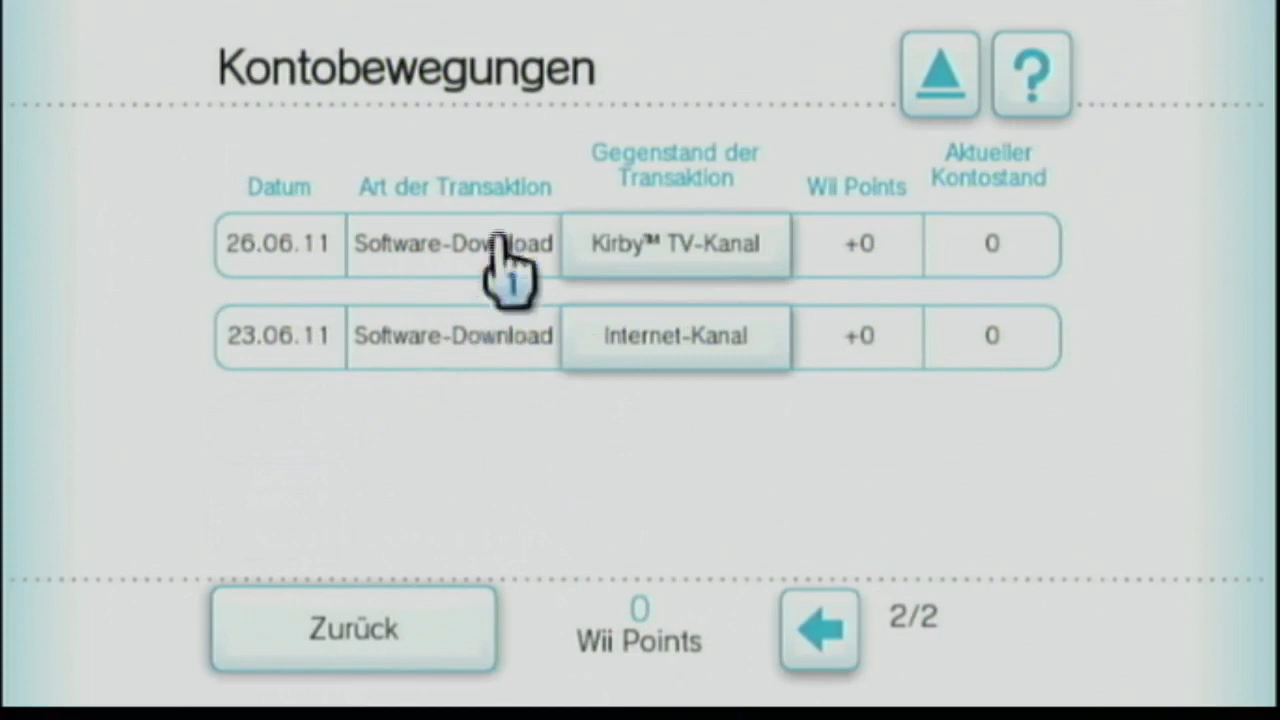 Kontobewegungen
?
Datum Art der Transaktion Gegenstand der Transaktion Wii Points Aktueller Kontostand
26.06.11 Software-Download Kirby™ TV-Kanal +0 0
1
23.06.11 Software-Download Internet-Kanal +0 0
Zurück
0
Wii Points
2/2